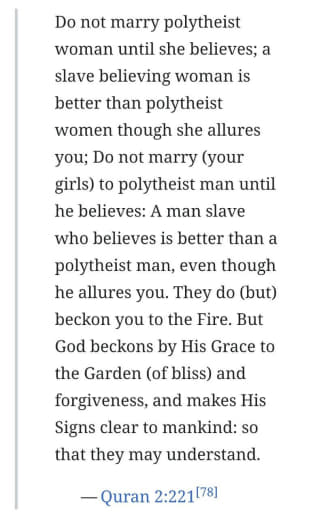 Do not marry polytheist
woman until she believes; a
slave believing woman is
better than polytheist
women though she allures
you; Do not marry (your
girls) to polytheist man until
he believes: A man slave
who believes is better than a
polytheist man, even though
he allures you. They do (but)
beckon you to the Fire. But
God beckons by His Grace to
the Garden (of bliss) and
forgiveness, and makes His
Signs clear to mankind: so
that they may understand.
— Quran 2:221[78]